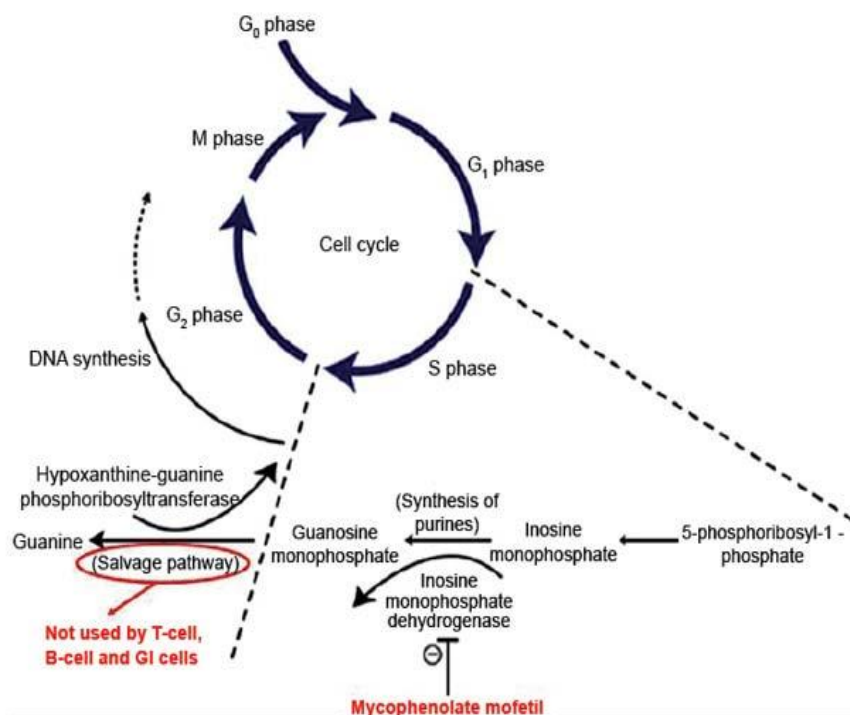 G₀ phase
M phase
G₁ phase
Cell cycle
G₂ phase
DNA synthesis
S phase
Hypoxanthine-guanine
phosphoribosyltransferase
(Synthesis of
purines)
Guanine
(Salvage pathway)
Guanosine
monophosphate
Inosine
monophosphate
5-phosphoribosyl-1 -
phosphate
Inosine
monophosphate
dehydrogenase
Not used by T-cell,
B-cell and GI cells
Mycophenolate mofetil